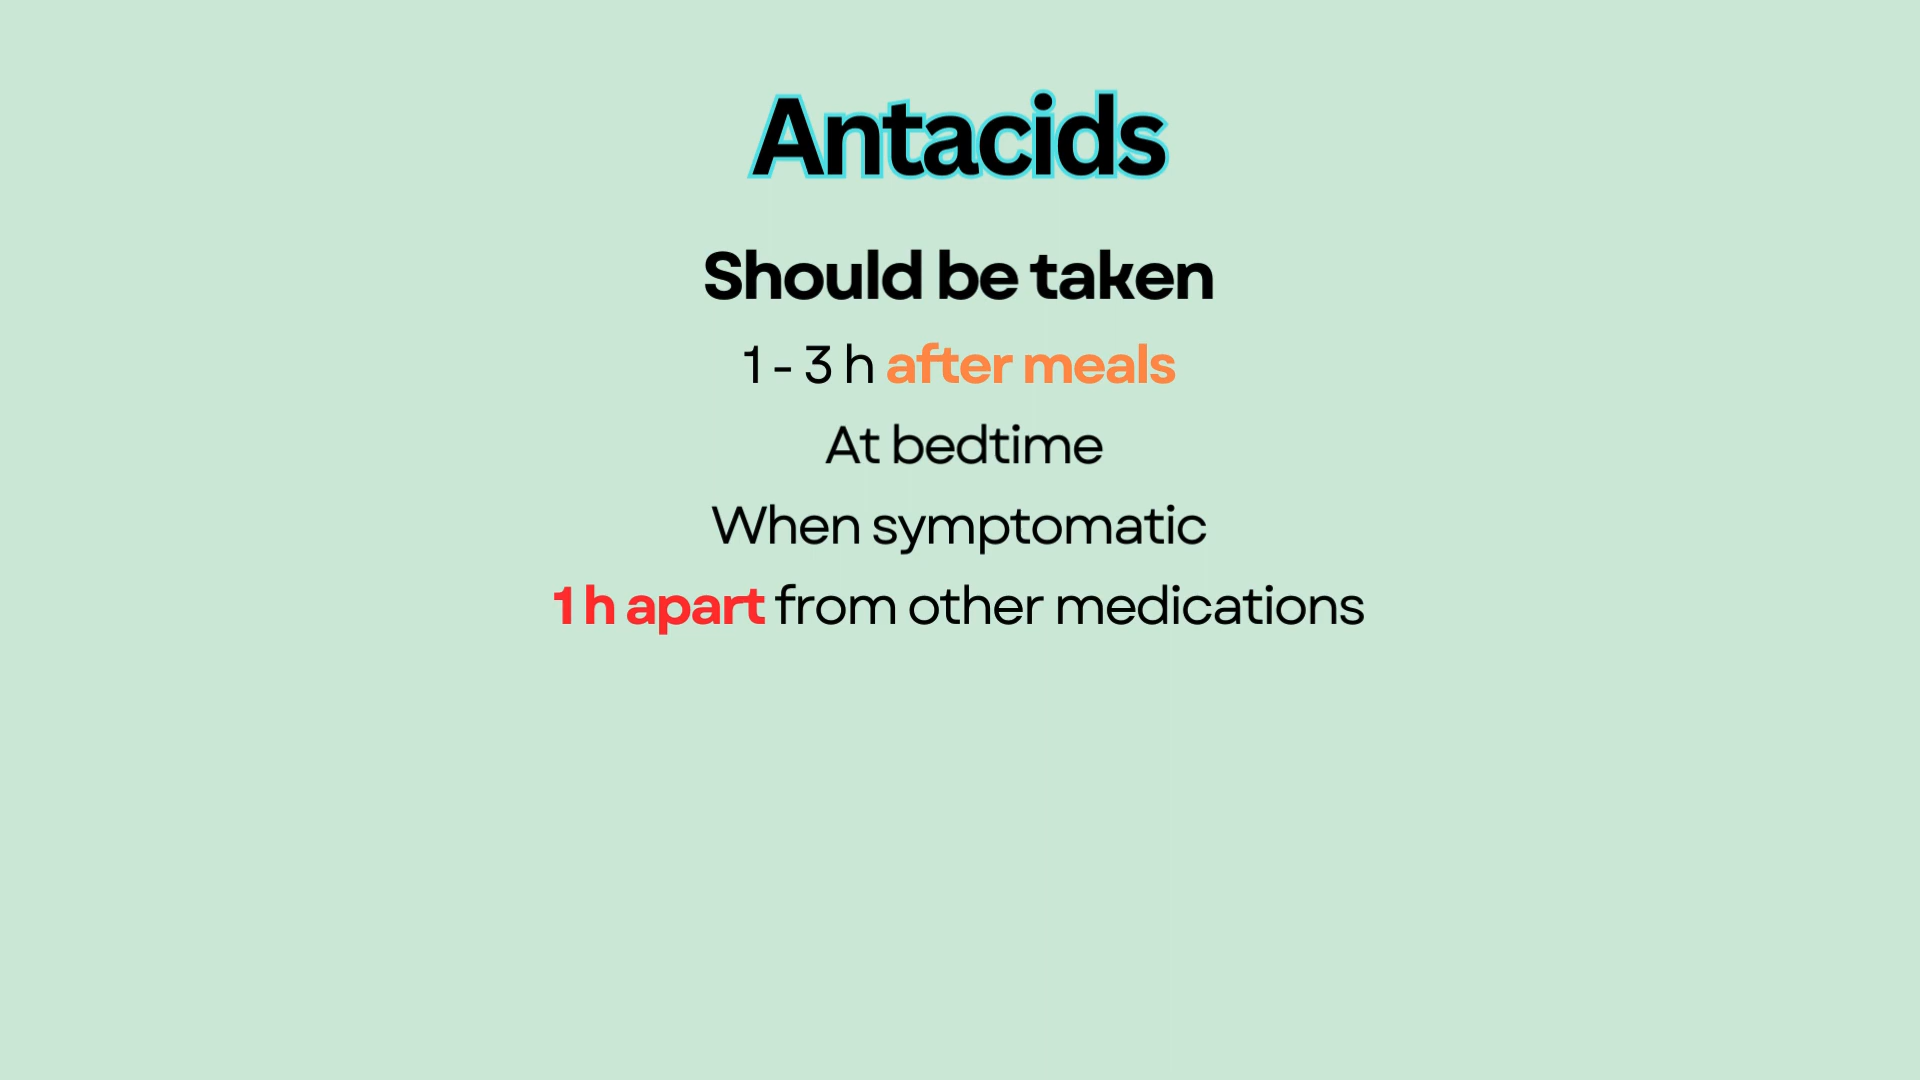 Antacids
Should be taken
1 - 3 h after meals
At bedtime
When symptomatic
1 h apart from other medications